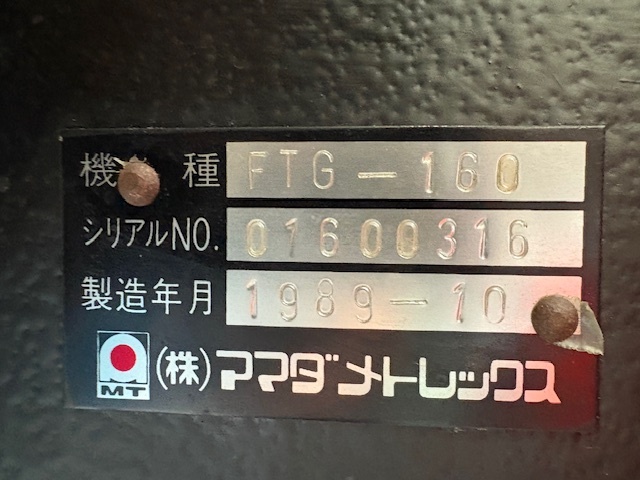 機 種 FTG-160
シリアルNO. 01600316
製造年月 1989-10
MT (株)アマダメトレックス